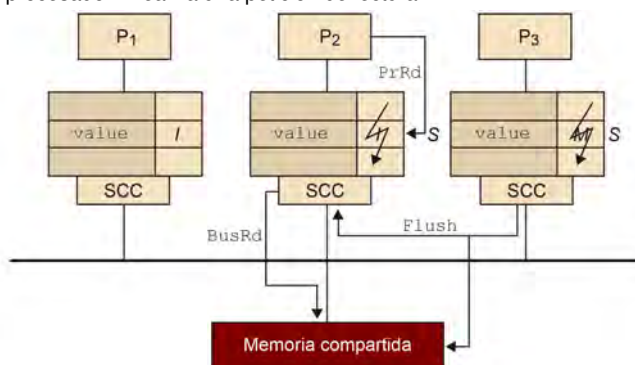 P1
P2
P3
PrRd
value
I
value
S
value
M
S
SCC
SCC
SCC
BusRd
Flush
Memoria compartida